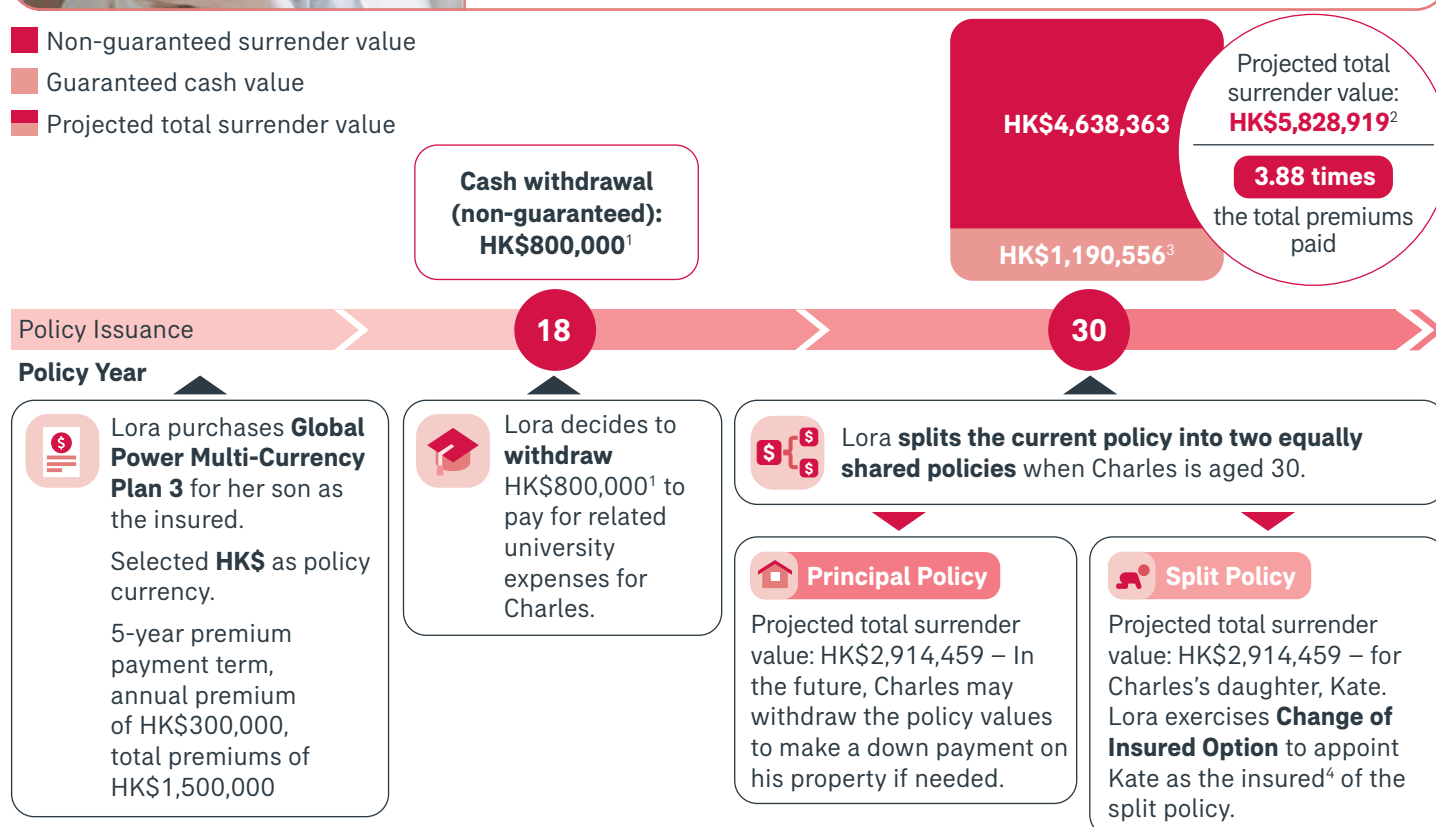 Non-guaranteed surrender value
Guaranteed cash value
Projected total surrender value
Cash withdrawal
(non-guaranteed):
HK$800,000¹
HK$4,638,363
HK$1,190,556³
Projected total
surrender value:
HK$5,828,919²
3.88 times
the total premiums
paid
Policy Issuance
18
30
Policy Year
Lora purchases Global
Power Multi-Currency
Plan 3 for her son as
the insured.
Selected HK$ as policy
currency.
5-year premium
payment term,
annual premium
of HK$300,000,
total premiums of
HK$1,500,000
Lora decides to
withdraw
HK$800,000¹ to
pay for related
university
expenses for
Charles.
Lora splits the current policy into two equally
shared policies when Charles is aged 30.
Principal Policy
Projected total surrender
value: HK$2,914,459 – In
the future, Charles may
withdraw the policy values
to make a down payment on
his property if needed.
Split Policy
Projected total surrender
value: HK$2,914,459 – for
Charles's daughter, Kate.
Lora exercises Change of
Insured Option to appoint
Kate as the insured⁴ of the
split policy.